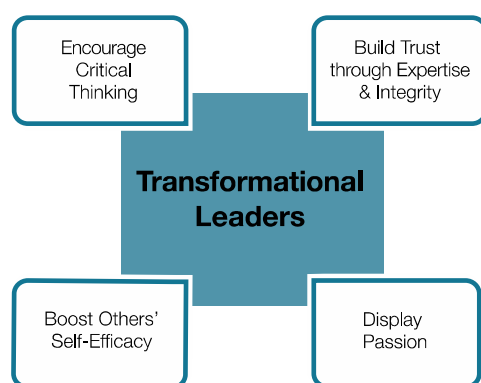 Encourage
Critical
Thinking
Build Trust
through Expertise
& Integrity
Transformational
Leaders
Boost Others'
Self-Efficacy
Display
Passion